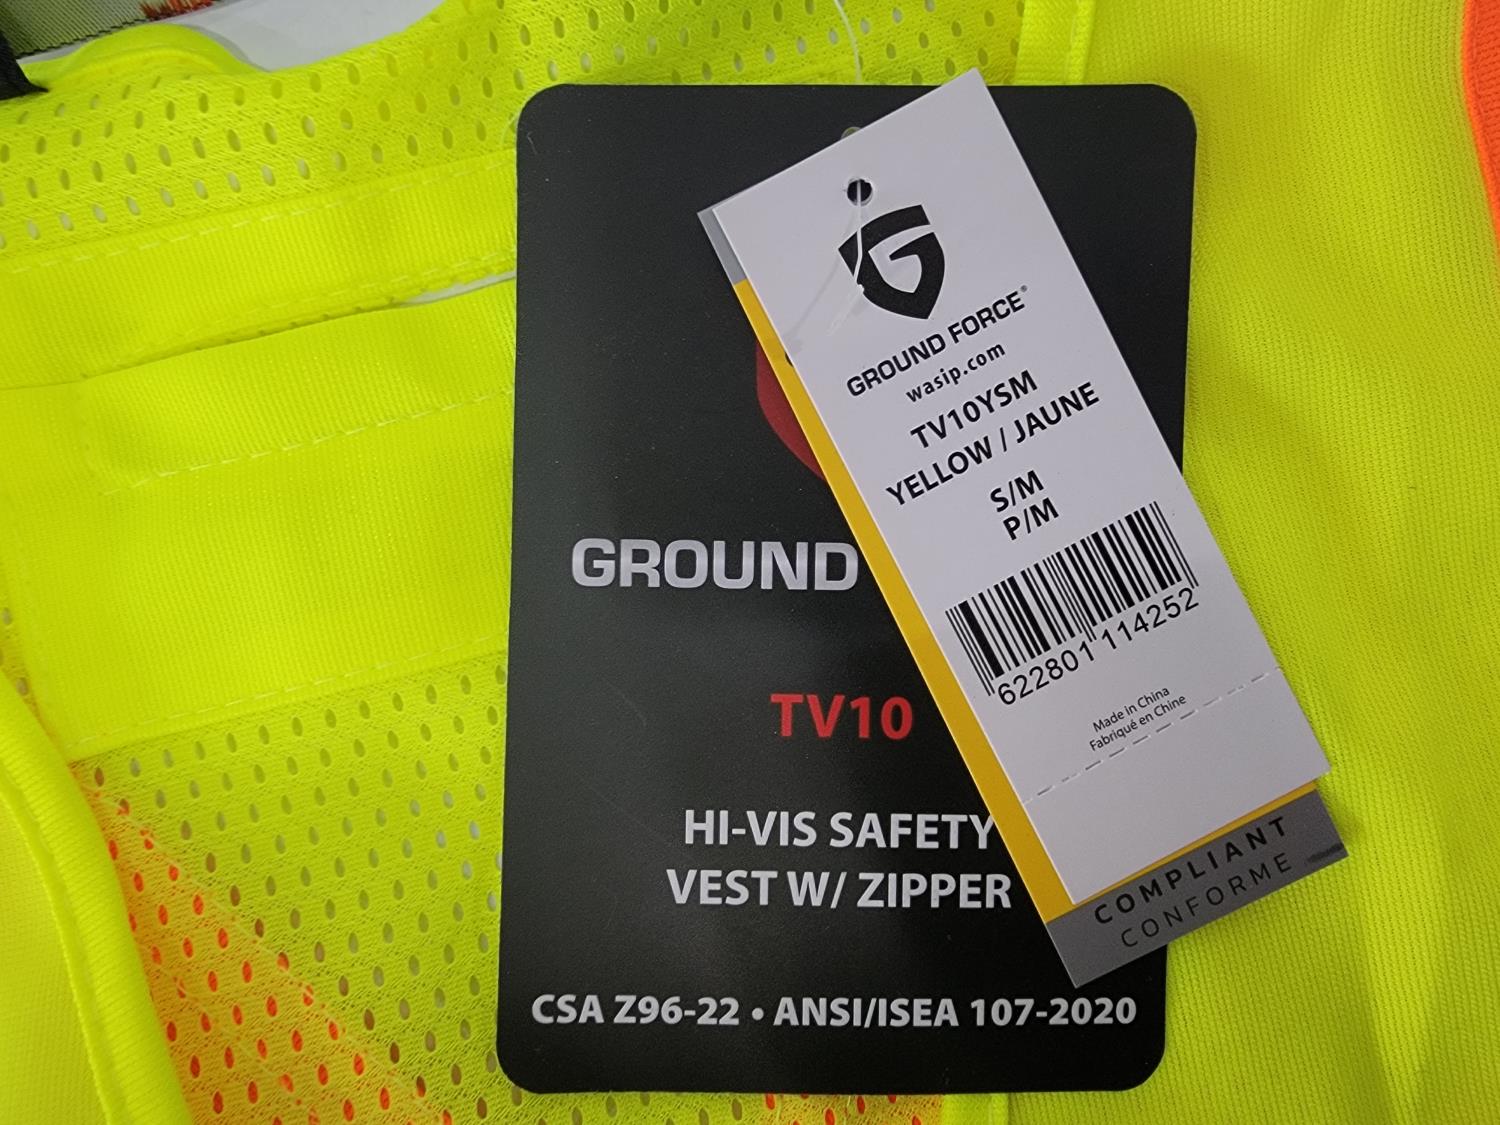 GROUND FORCE®
wasip.com
TV10YSM
YELLOW / JAUNE
S/M
P/M
622801 114252
Made in China
Fabriqué en Chine
COMPLIANT
CONFORME
GROUND
TV10
HI-VIS SAFETY
VEST W/ ZIPPER
CSA Z96-22 • ANSI/ISEA 107-2020